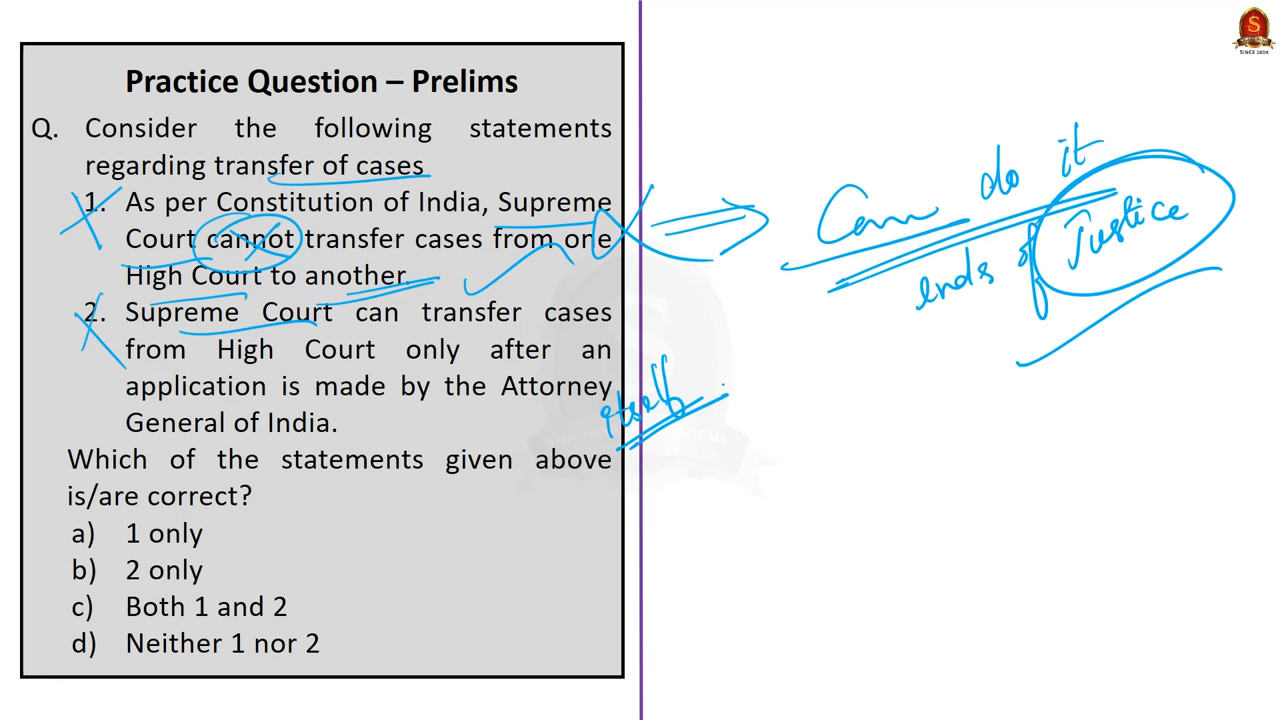 S
SINCE 2004
Practice Question – Prelims
Q. Consider the following statements
regarding transfer of cases
1. As per Constitution of India, Supreme
Court cannot transfer cases from one
High Court to another.
2. Supreme Court can transfer cases
from High Court only after an
application is made by the Attorney
General of India.
Which of the statements given above
is/are correct?
a) 1 only
b) 2 only
c) Both 1 and 2
d) Neither 1 nor 2
Can do it
ends of Justice
itself